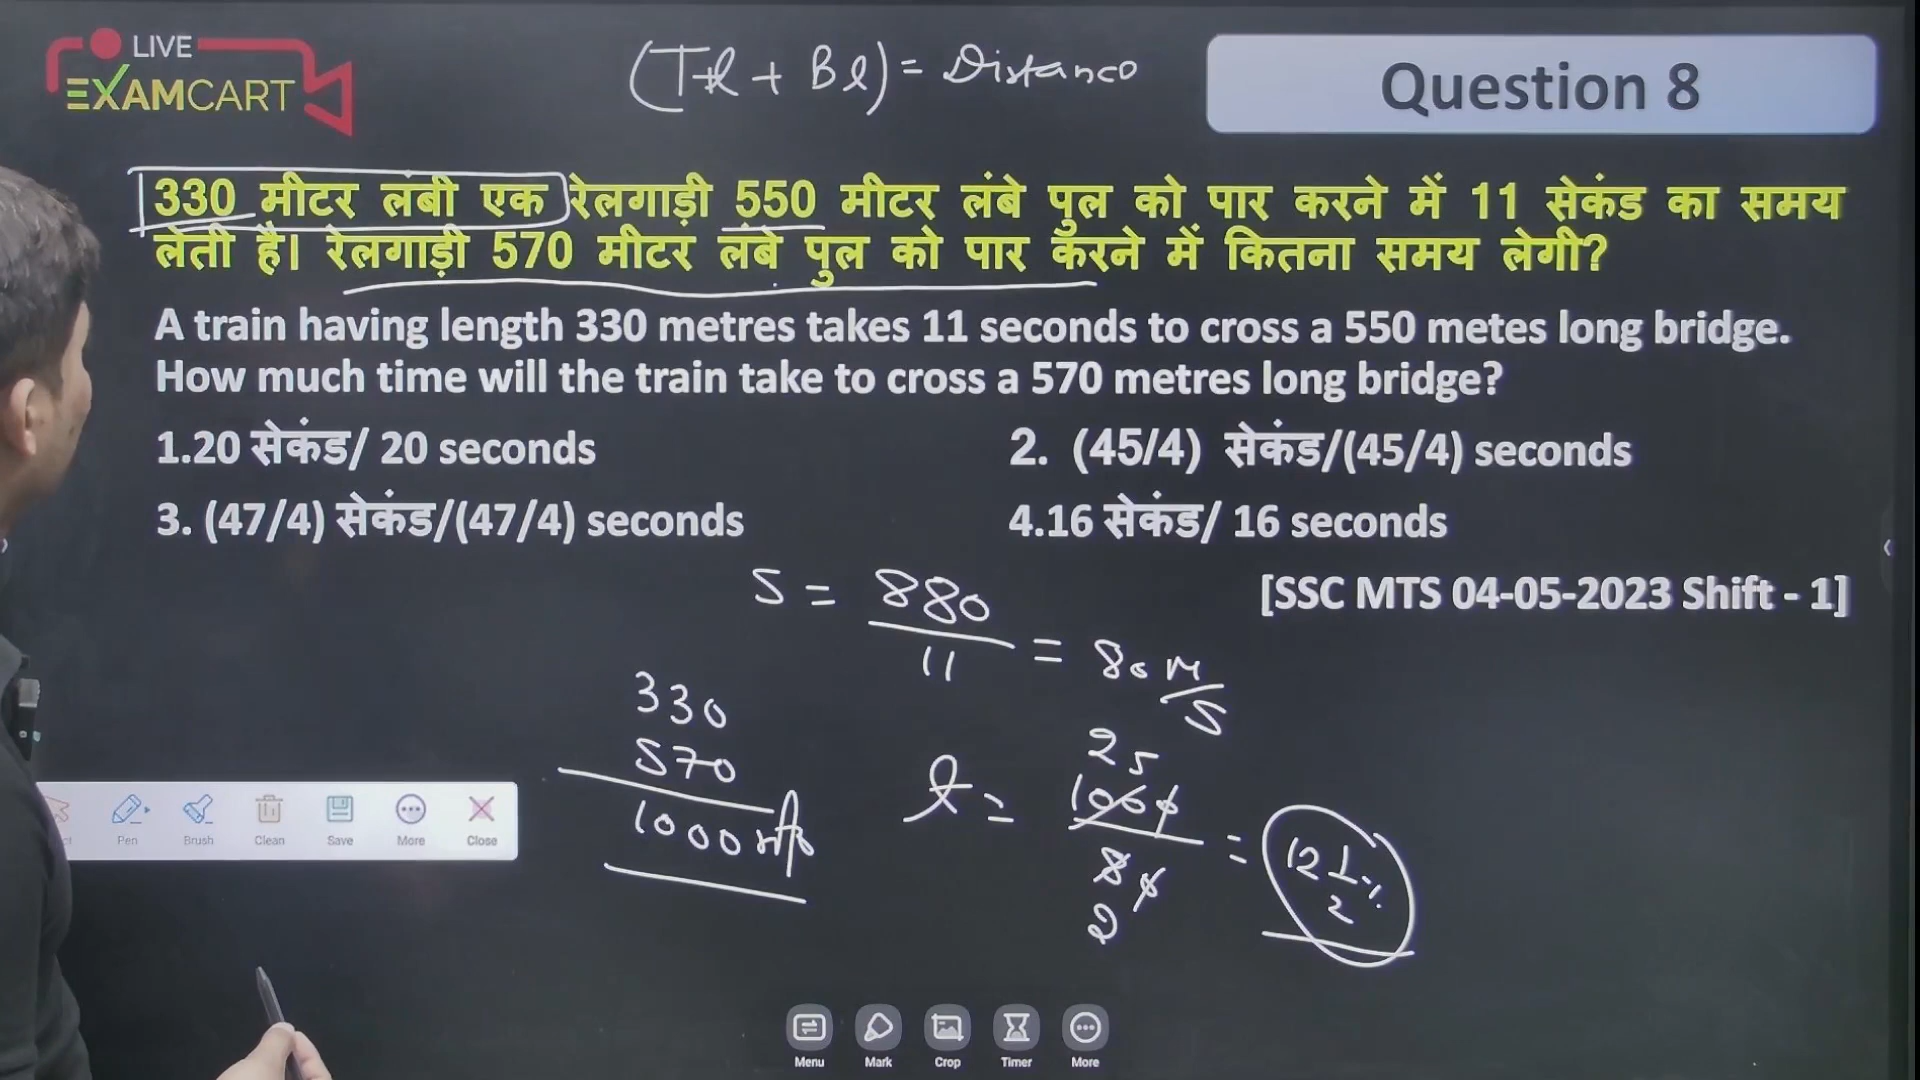 LIVE
EXAMCART
(Tl + Bl) = Distance
Question 8
330 मीटर लंबी एक रेलगाड़ी 550 मीटर लंबे पुल को पार करने में 11 सेकंड का समय
लेती है। रेलगाड़ी 570 मीटर लंबे पुल को पार करने में कितना समय लेगी?
A train having length 330 metres takes 11 seconds to cross a 550 metes long bridge.
How much time will the train take to cross a 570 metres long bridge?
1.20 सेकंड/ 20 seconds
2. (45/4) सेकंड/(45/4) seconds
3. (47/4) सेकंड/(47/4) seconds
4.16 सेकंड/ 16 seconds
[SSC MTS 04-05-2023 Shift - 1]
S = 880
11
= 80 M/S
330
570
1000
25
t = 1000
80
2
= 12 1/2
Pen Brush Clean Save More Close
Menu Mark Crop Timer More